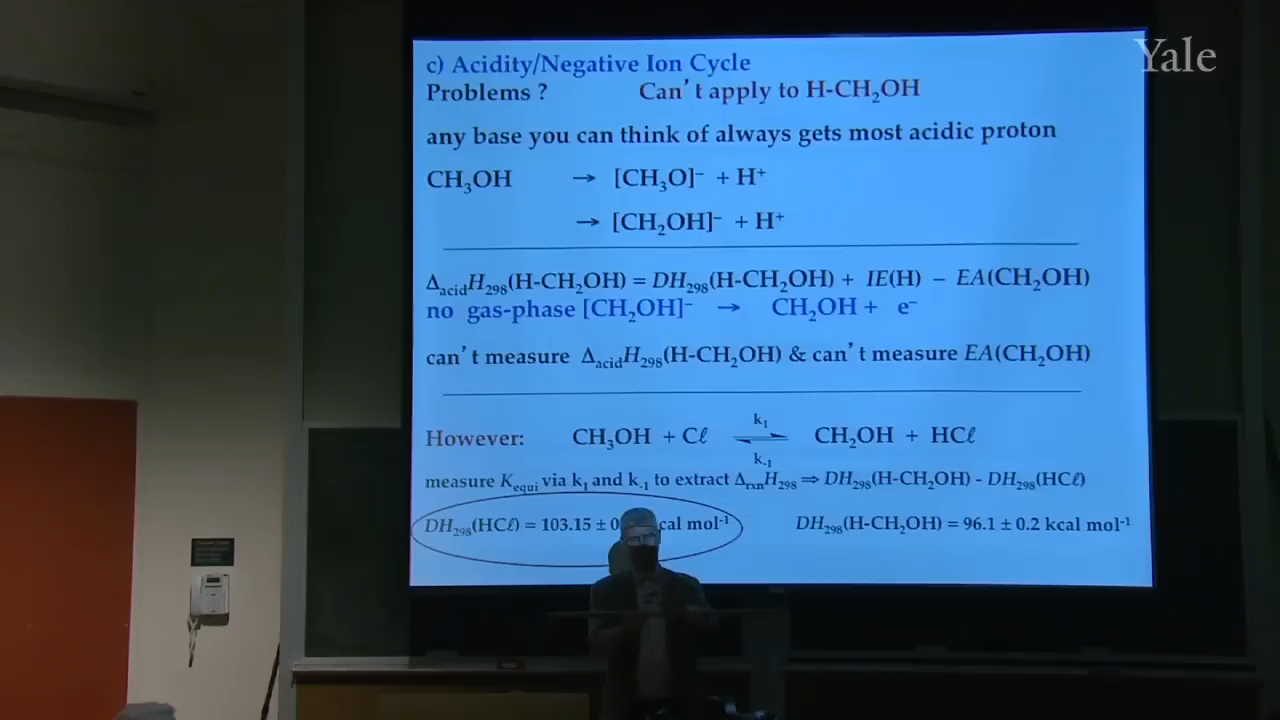 Yale
c) Acidity/Negative Ion Cycle
Problems ? Can't apply to H-CH₂OH
any base you can think of always gets most acidic proton
CH₃OH → [CH₃O]⁻ + H⁺
→ [CH₂OH]⁻ + H⁺
ΔacidH₂₉₈(H-CH₂OH) = DH₂₉₈(H-CH₂OH) + IE(H) – EA(CH₂OH)
no gas-phase [CH₂OH]⁻ → CH₂OH + e⁻
can't measure ΔacidH₂₉₈(H-CH₂OH) & can't measure EA(CH₂OH)
However: CH₃OH + Cℓ ⇌ CH₂OH + HCℓ
k₁
k₋₁
measure Kequi via k₁ and k₋₁ to extract ΔrxnH₂₉₈ ⇒ DH₂₉₈(H-CH₂OH) - DH₂₉₈(HCℓ)
DH₂₉₈(HCℓ) = 103.15 ± cal mol⁻¹ DH₂₉₈(H-CH₂OH) = 96.1 ± 0.2 kcal mol⁻¹